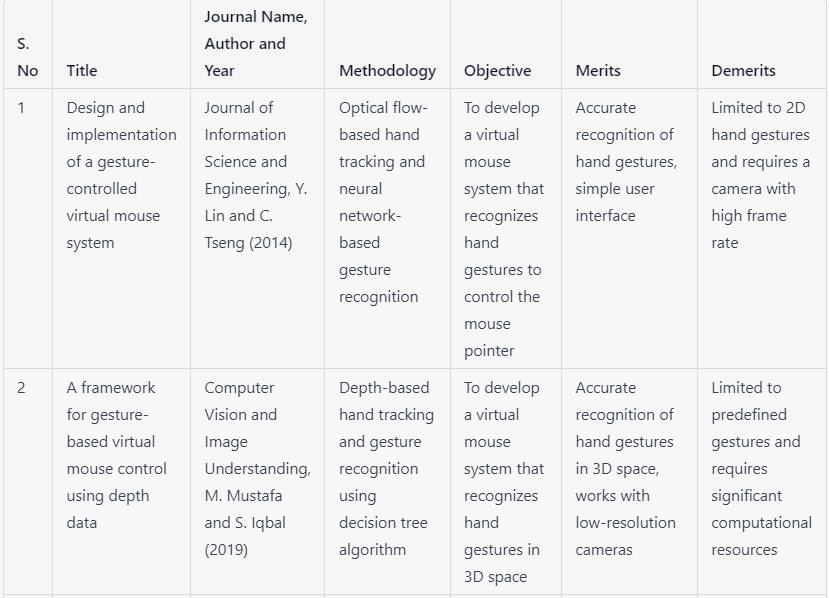 S. No
Title
Journal Name, Author and Year
Methodology
Objective
Merits
Demerits
1
Design and
implementation
of a gesture-
controlled
virtual mouse
system
Journal of
Information
Science and
Engineering, Y.
Lin and C.
Tseng (2014)
Optical flow-
based hand
tracking and
neural
network-
based
gesture
recognition
To develop
a virtual
mouse
system that
recognizes
hand
gestures to
control the
mouse
pointer
Accurate
recognition of
hand gestures,
simple user
interface
Limited to 2D
hand gestures
and requires a
camera with
high frame
rate
2
A framework
for gesture-
based virtual
mouse control
using depth
data
Computer
Vision and
Image
Understanding,
M. Mustafa
and S. Iqbal
(2019)
Depth-based
hand tracking
and gesture
recognition
using
decision tree
algorithm
To develop
a virtual
mouse
system that
recognizes
hand
gestures in
3D space
Accurate
recognition of
hand gestures
in 3D space,
works with
low-resolution
cameras
Limited to
predefined
gestures and
requires
significant
computational
resources